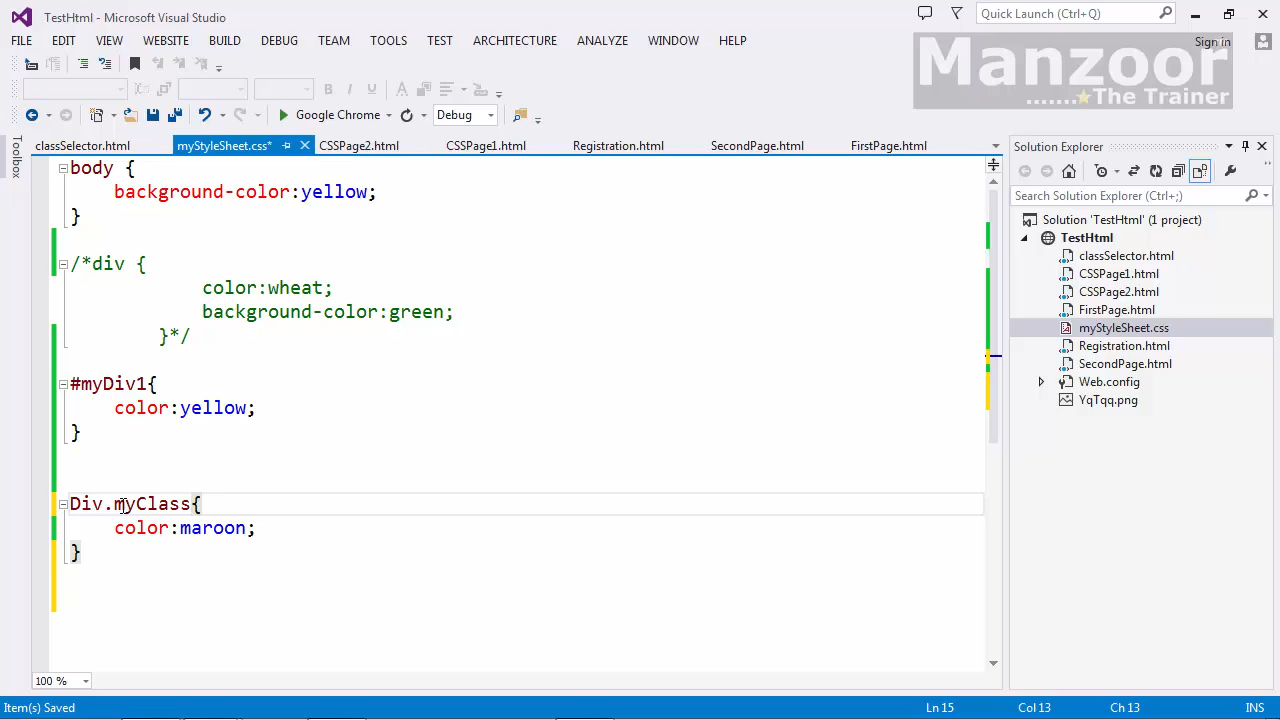 TestHtml - Microsoft Visual Studio
Quick Launch (Ctrl+Q)
FILE EDIT VIEW WEBSITE BUILD DEBUG TEAM TOOLS TEST ARCHITECTURE ANALYZE WINDOW HELP
Sign in
Manzoor
.......The Trainer
Google Chrome Debug
Toolbox
classSelector.html myStyleSheet.css* CSSPage2.html CSSPage1.html Registration.html SecondPage.html FirstPage.html
body {
background-color:yellow;
}
/*div {
color:wheat;
background-color:green;
}*/
#myDiv1{
color:yellow;
}
Div.myClass{
color:maroon;
}
100 %
Solution Explorer
Search Solution Explorer (Ctrl+;)
Solution 'TestHtml' (1 project)
TestHtml
classSelector.html
CSSPage1.html
CSSPage2.html
FirstPage.html
myStyleSheet.css
Registration.html
SecondPage.html
Web.config
YqTqq.png
Item(s) Saved Ln 15 Col 13 Ch 13 INS